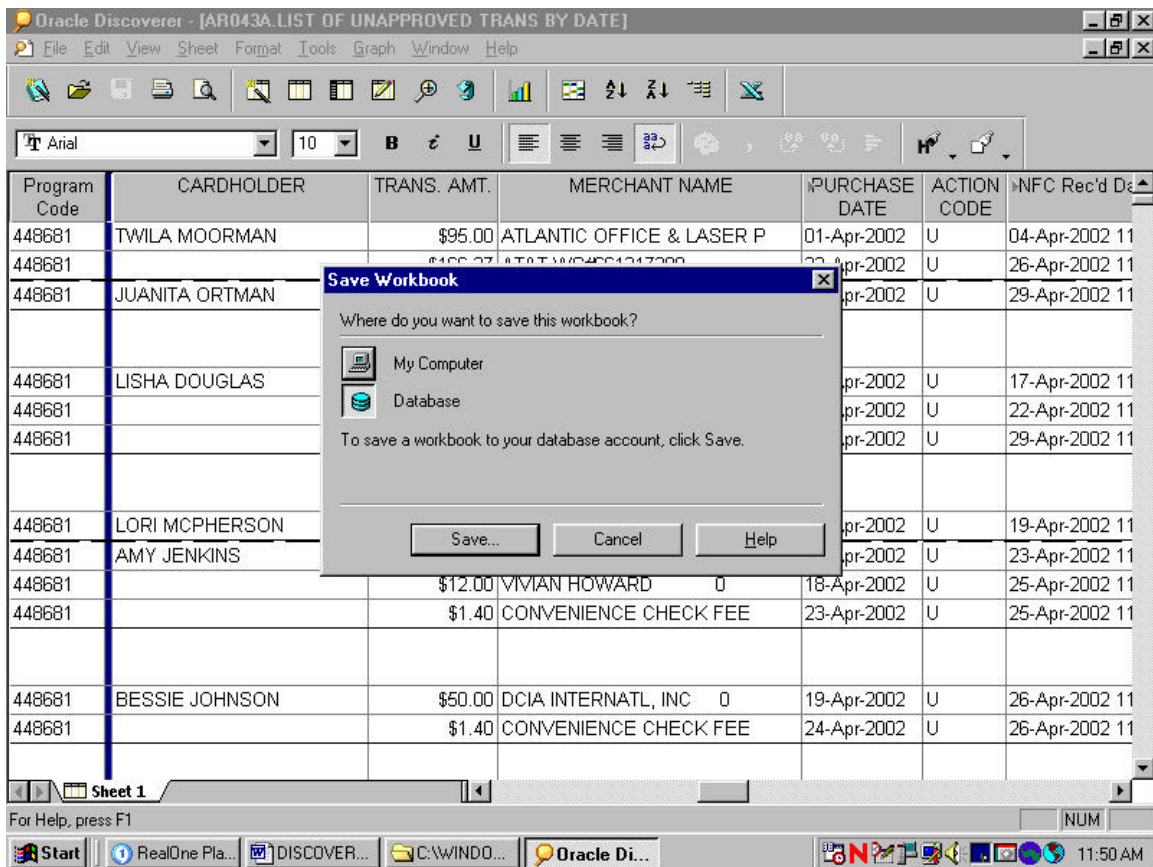 Oracle Discoverer - [AR043A.LIST OF UNAPPROVED TRANS BY DATE]
File Edit View Sheet Format Tools Graph Window Help
Arial 10 B i U
Program Code CARDHOLDER TRANS. AMT. MERCHANT NAME PURCHASE DATE ACTION CODE NFC Rec'd Da
448681 TWILA MOORMAN $95.00 ATLANTIC OFFICE & LASER P 01-Apr-2002 U 04-Apr-2002 11
448681 pr-2002 U 26-Apr-2002 11
448681 JUANITA ORTMAN pr-2002 U 29-Apr-2002 11
Save Workbook
Where do you want to save this workbook?
My Computer
Database
To save a workbook to your database account, click Save.
Save... Cancel Help
448681 LISHA DOUGLAS pr-2002 U 17-Apr-2002 11
448681 pr-2002 U 22-Apr-2002 11
448681 pr-2002 U 29-Apr-2002 11
448681 LORI MCPHERSON pr-2002 U 19-Apr-2002 11
448681 AMY JENKINS pr-2002 U 23-Apr-2002 11
448681 $12.00 VIVIAN HOWARD 0 18-Apr-2002 U 25-Apr-2002 11
448681 $1.40 CONVENIENCE CHECK FEE 23-Apr-2002 U 25-Apr-2002 11
448681 BESSIE JOHNSON $50.00 DCIA INTERNATL, INC 0 19-Apr-2002 U 26-Apr-2002 11
448681 $1.40 CONVENIENCE CHECK FEE 24-Apr-2002 U 26-Apr-2002 11
Sheet 1
For Help, press F1 NUM
Start RealOne Pla... DISCOVER... C:\WINDO... Oracle Di... 11:50 AM